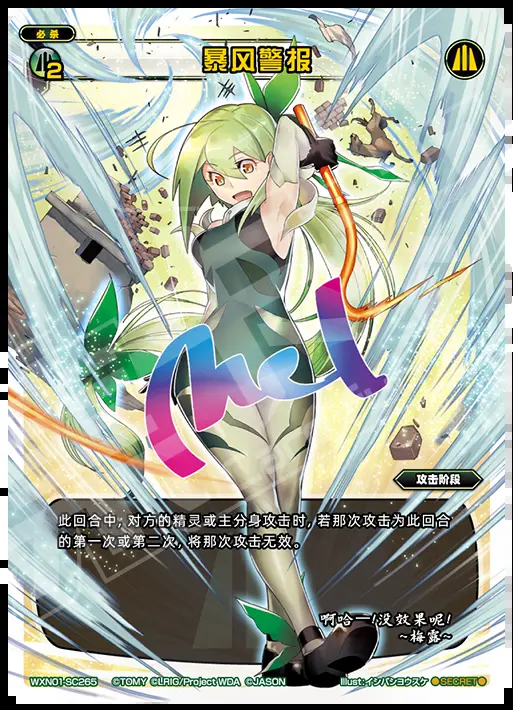 必杀
2
暴风警报
Mel
攻击阶段
此回合中, 对方的精灵或主分身攻击时, 若那次攻击为此回合
的第一次或第二次, 将那次攻击无效。
啊哈—!没效果呢!
~梅露~
WXN01-SC265 ©TOMY ©LRIG/Project WDA ©JASON Illust:インパシヨウスケ ●SECRET●